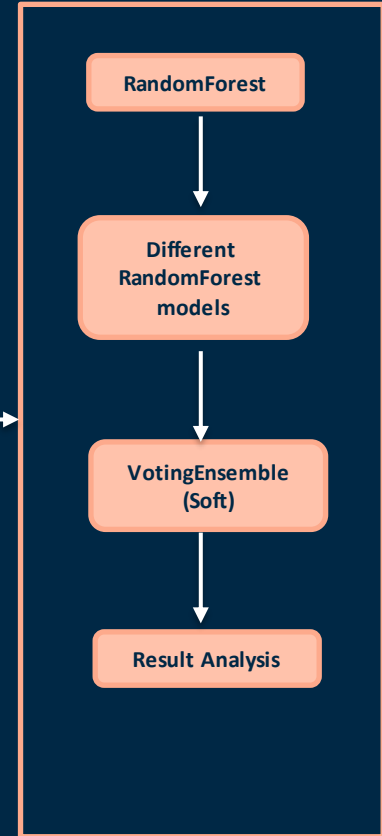 RandomForest
Different
RandomForest
models
VotingEnsemble
(Soft)
Result Analysis